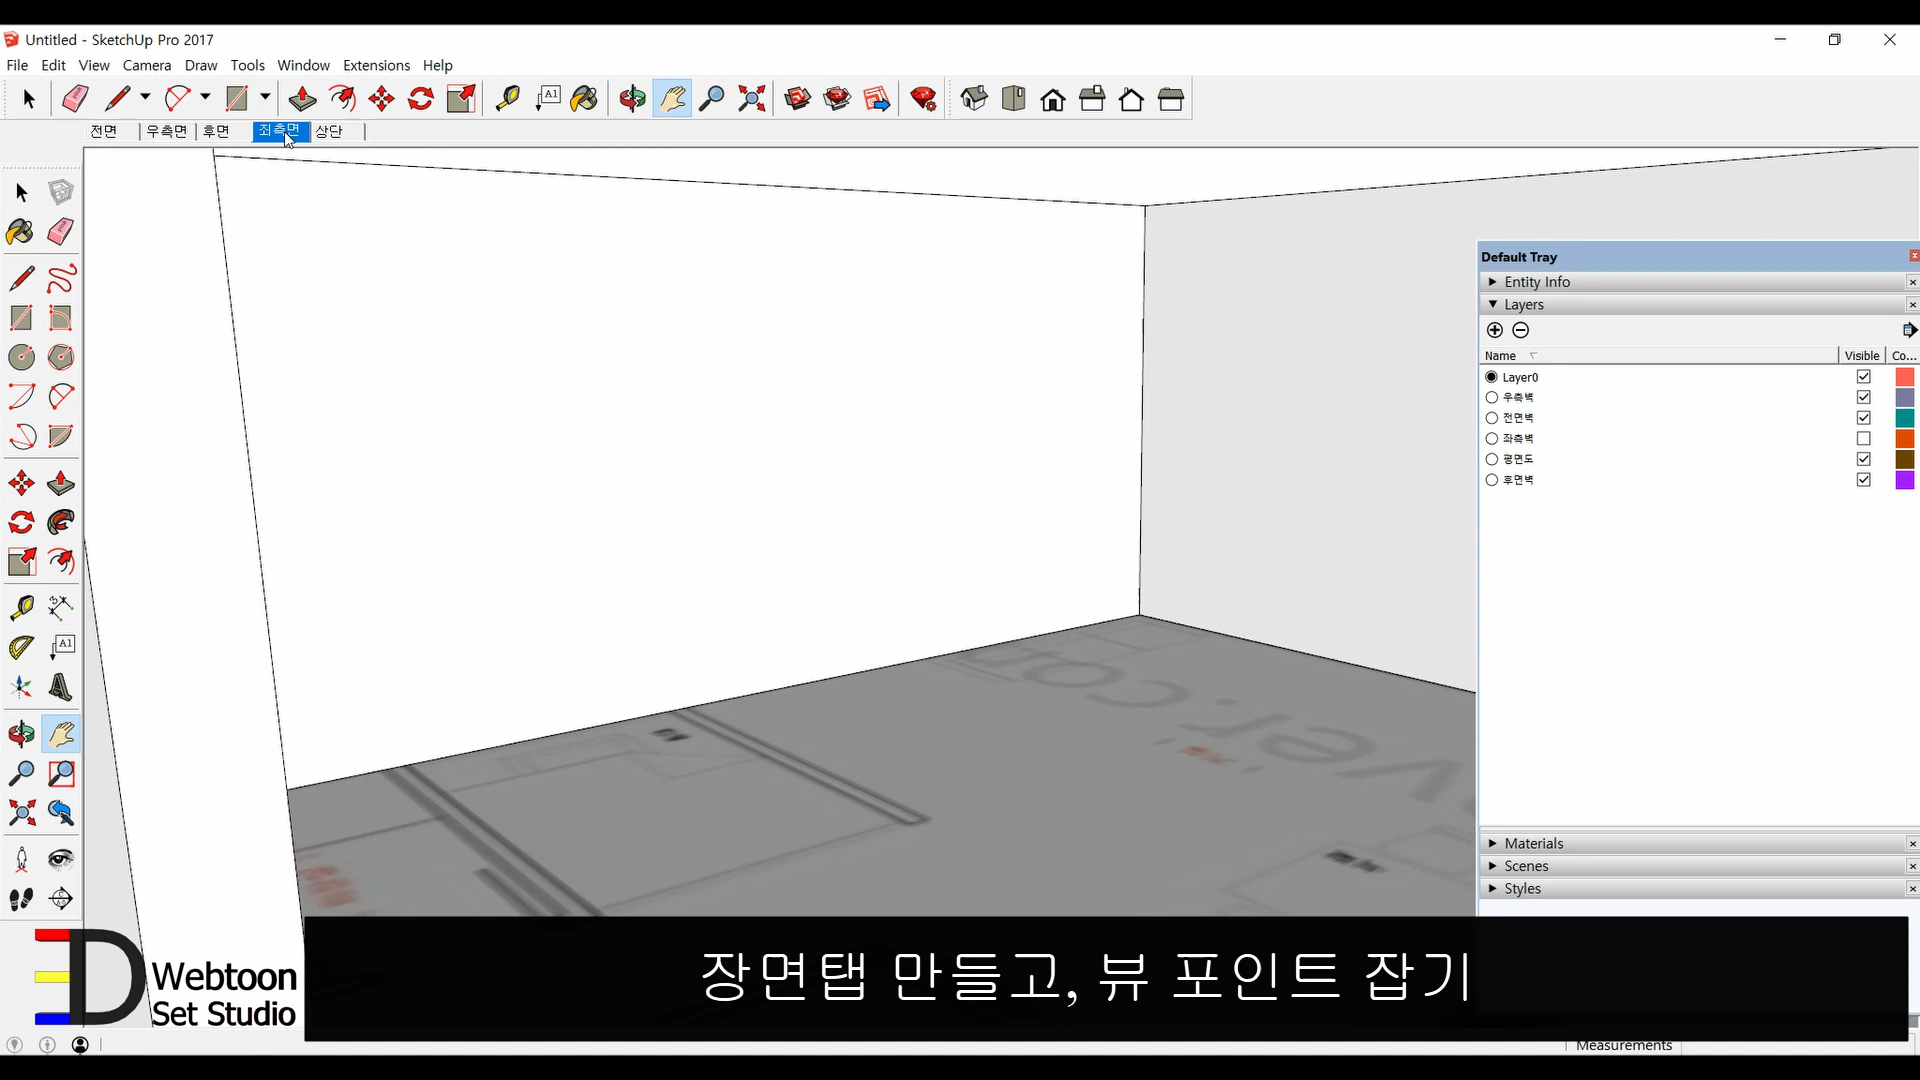 Untitled - SketchUp Pro 2017
File Edit View Camera Draw Tools Window Extensions Help
전면 우측면 후면 죄측면 상단
Default Tray
Entity Info
Layers
Name Visible Co...
Layer0
우측벽
전면벽
좌측벽
평면도
후면벽
Materials
Scenes
Styles
ver.com
장면탭 만들고, 뷰 포인트 잡기
Webtoon
Set Studio
Measurements